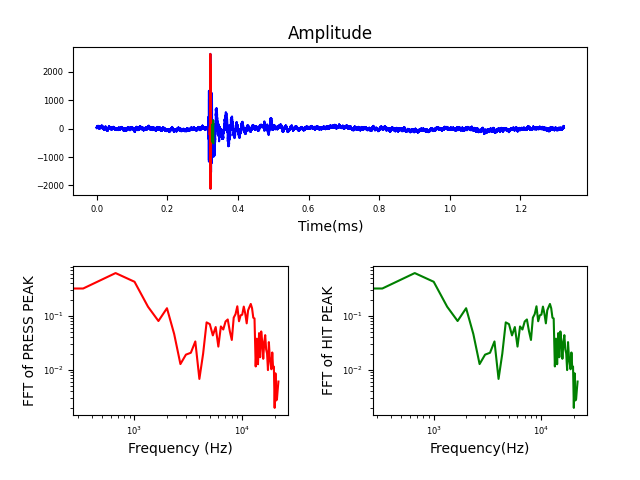 Amplitude
2000
1000
0
−1000
−2000
0.0 0.2 0.4 0.6 0.8 1.0 1.2
Time(ms)
FFT of PRESS PEAK
10⁻¹
10⁻²
10³ 10⁴
Frequency (Hz)
FFT of HIT PEAK
10⁻¹
10⁻²
10³ 10⁴
Frequency(Hz)